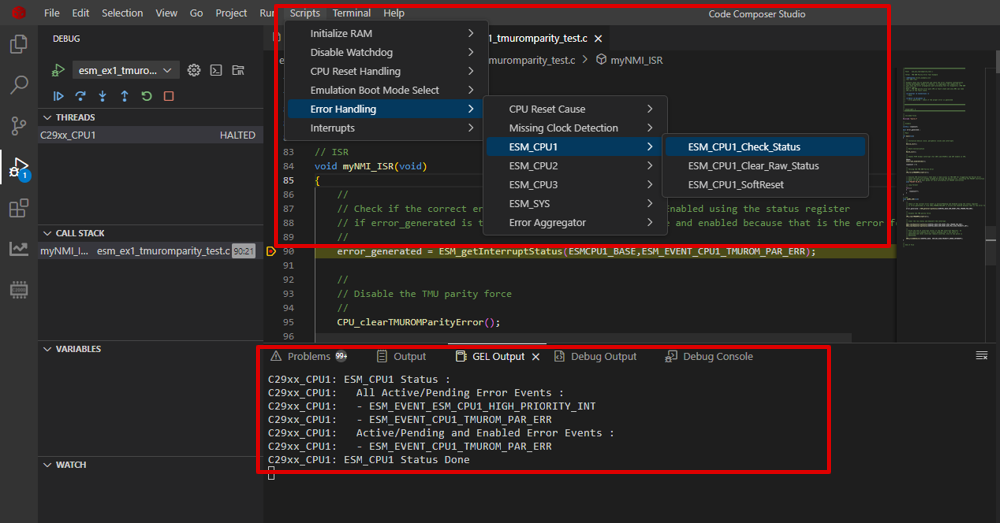 File Edit Selection View Go Project Run Scripts Terminal Help Code Composer Studio
DEBUG
esm_ex1_tmuro...
THREADS
C29xx_CPU1 HALTED
1
CALL STACK
myNMI_I... esm_ex1_tmuromparity_test.c 90:21
VARIABLES
WATCH
Initialize RAM
Disable Watchdog
CPU Reset Handling
Emulation Boot Mode Select
Error Handling
Interrupts
CPU Reset Cause
Missing Clock Detection
ESM_CPU1
ESM_CPU2
ESM_CPU3
ESM_SYS
Error Aggregator
ESM_CPU1_Check_Status
ESM_CPU1_Clear_Raw_Status
ESM_CPU1_SoftReset
x1_tmuromparity_test.c
muromparity_test.c > myNMI_ISR
83 // ISR
84 void myNMI_ISR(void)
85 {
86 //
87 // Check if the correct er nabled using the status register
88 // if error_generated is t e and enabled because that is the error f
89 //
90 error_generated = ESM_getInterruptStatus(ESMCPU1_BASE,ESM_EVENT_CPU1_TMUROM_PAR_ERR);
91
92 //
93 // Disable the TMU parity force
94 //
95 CPU_clearTMUROMParityError();
Problems 99+ Output GEL Output Debug Output Debug Console
C29xx_CPU1: ESM_CPU1 Status :
C29xx_CPU1: All Active/Pending Error Events :
C29xx_CPU1: - ESM_EVENT_ESM_CPU1_HIGH_PRIORITY_INT
C29xx_CPU1: - ESM_EVENT_CPU1_TMUROM_PAR_ERR
C29xx_CPU1: Active/Pending and Enabled Error Events :
C29xx_CPU1: - ESM_EVENT_CPU1_TMUROM_PAR_ERR
C29xx_CPU1: ESM_CPU1 Status Done